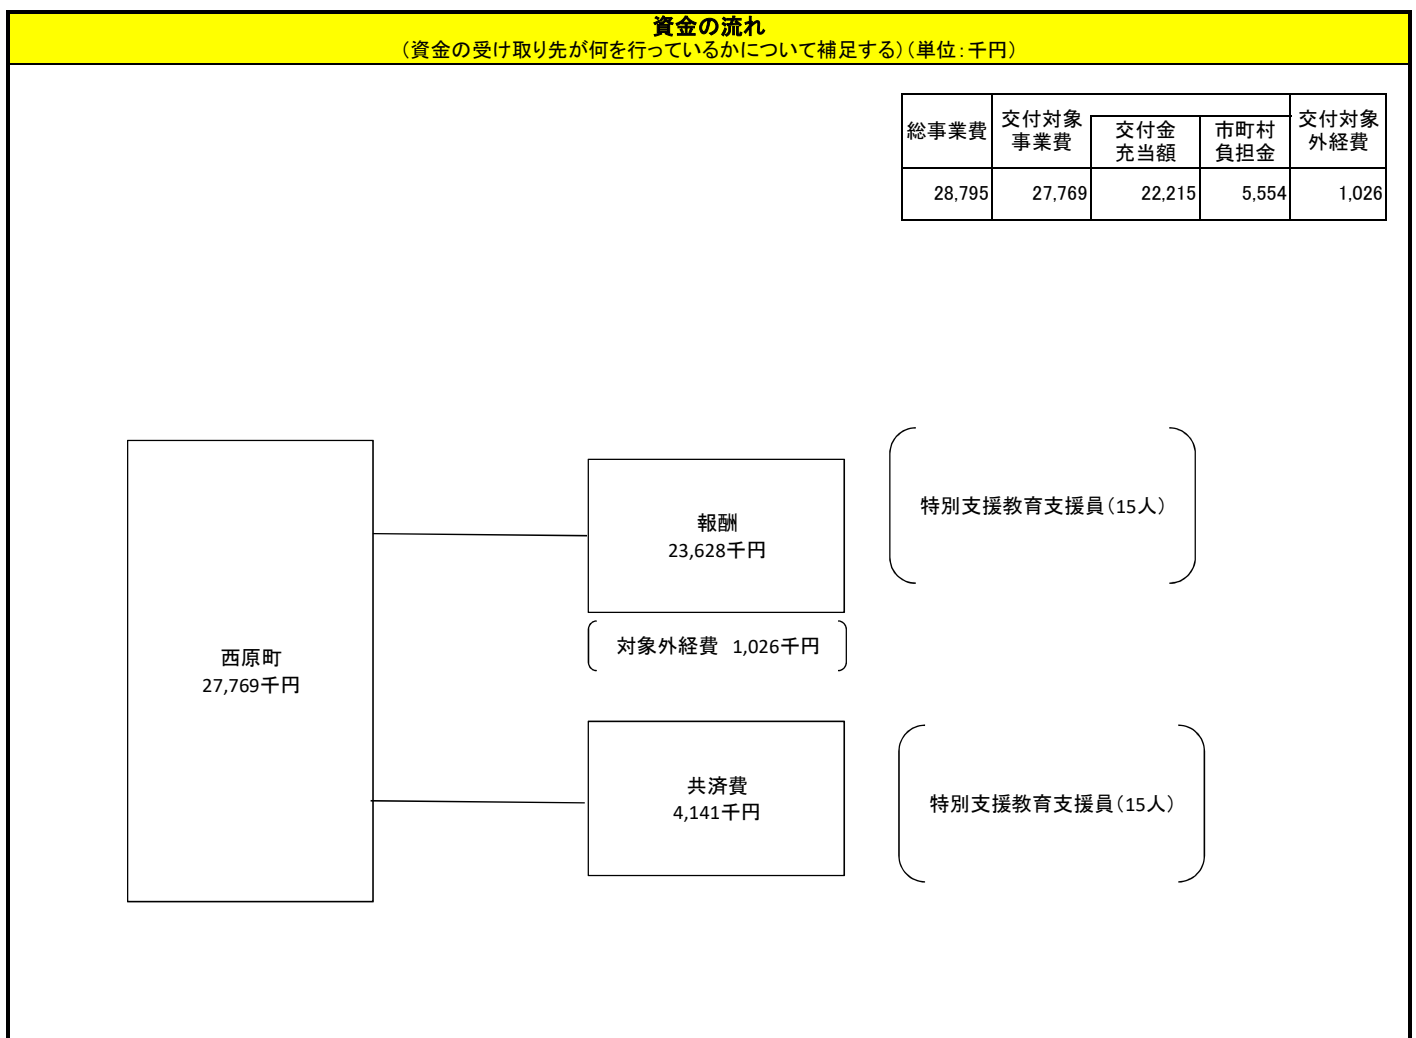 資金の流れ
（資金の受け取り先が何を行っているかについて補足する）（単位：千円）
総事業費
交付対象
事業費
交付金
充当額
市町村
負担金
交付対象
外経費
28,795 27,769 22,215 5,554 1,026
西原町
27,769千円
報酬
23,628千円
特別支援教育支援員（15人）
対象外経費 1,026千円
共済費
4,141千円
特別支援教育支援員（15人）